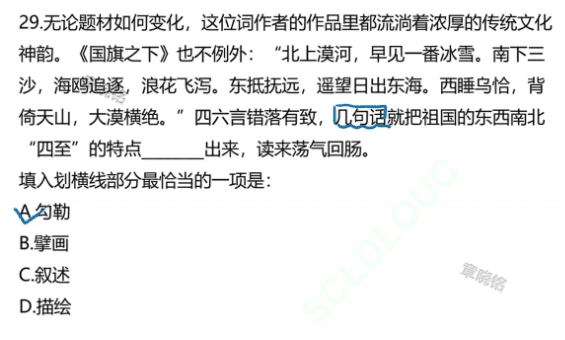 29.无论题材如何变化，这位词作者的作品里都流淌着浓厚的传统文化
神韵。《国旗之下》也不例外：“北上漠河，早见一番冰雪。南下三
沙，海鸥追逐，浪花飞泻。东抵抚远，遥望日出东海。西睡乌恰，背
倚天山，大漠横绝。”四六言错落有致，几句话就把祖国的东西南北
“四至”的特点_______出来，读来荡气回肠。
填入划横线部分最恰当的一项是：
A.勾勒
B.擘画
C.叙述
D.描绘
章晓铭
章晓铭
SCLDLOUC